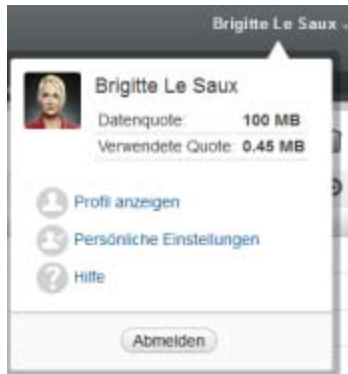 Brigitte Le Saux
Brigitte Le Saux
Datenquote: 100 MB
Verwendete Quote: 0.45 MB
Profil anzeigen
Persönliche Einstellungen
Hilfe
Abmelden